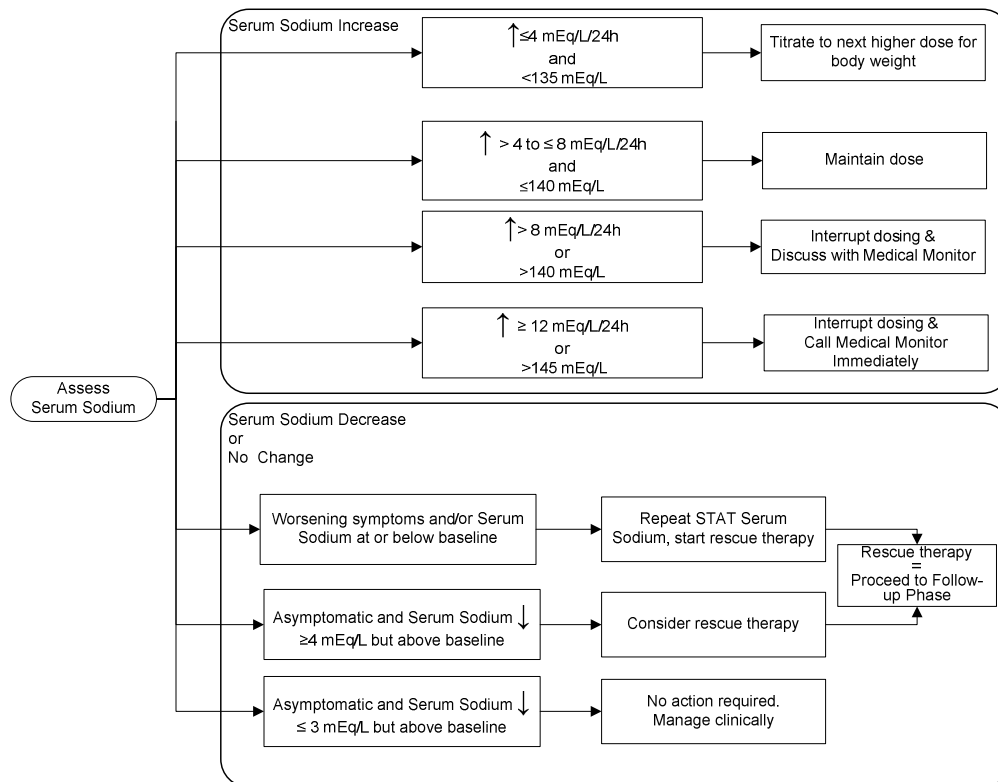 Serum Sodium Increase
↑≤4 mEq/L/24h
and
<135 mEq/L
Titrate to next higher dose for
body weight
↑ > 4 to ≤ 8 mEq/L/24h
and
≤140 mEq/L
Maintain dose
↑> 8 mEq/L/24h
or
>140 mEq/L
Interrupt dosing &
Discuss with Medical Monitor
↑ ≥ 12 mEq/L/24h
or
>145 mEq/L
Interrupt dosing &
Call Medical Monitor
Immediately
Assess
Serum Sodium
Serum Sodium Decrease
or
No Change
Worsening symptoms and/or Serum
Sodium at or below baseline
Repeat STAT Serum
Sodium, start rescue therapy
Rescue therapy
=
Proceed to Follow-
up Phase
Asymptomatic and Serum Sodium ↓
≥4 mEq/L but above baseline
Consider rescue therapy
Asymptomatic and Serum Sodium ↓
≤ 3 mEq/L but above baseline
No action required.
Manage clinically